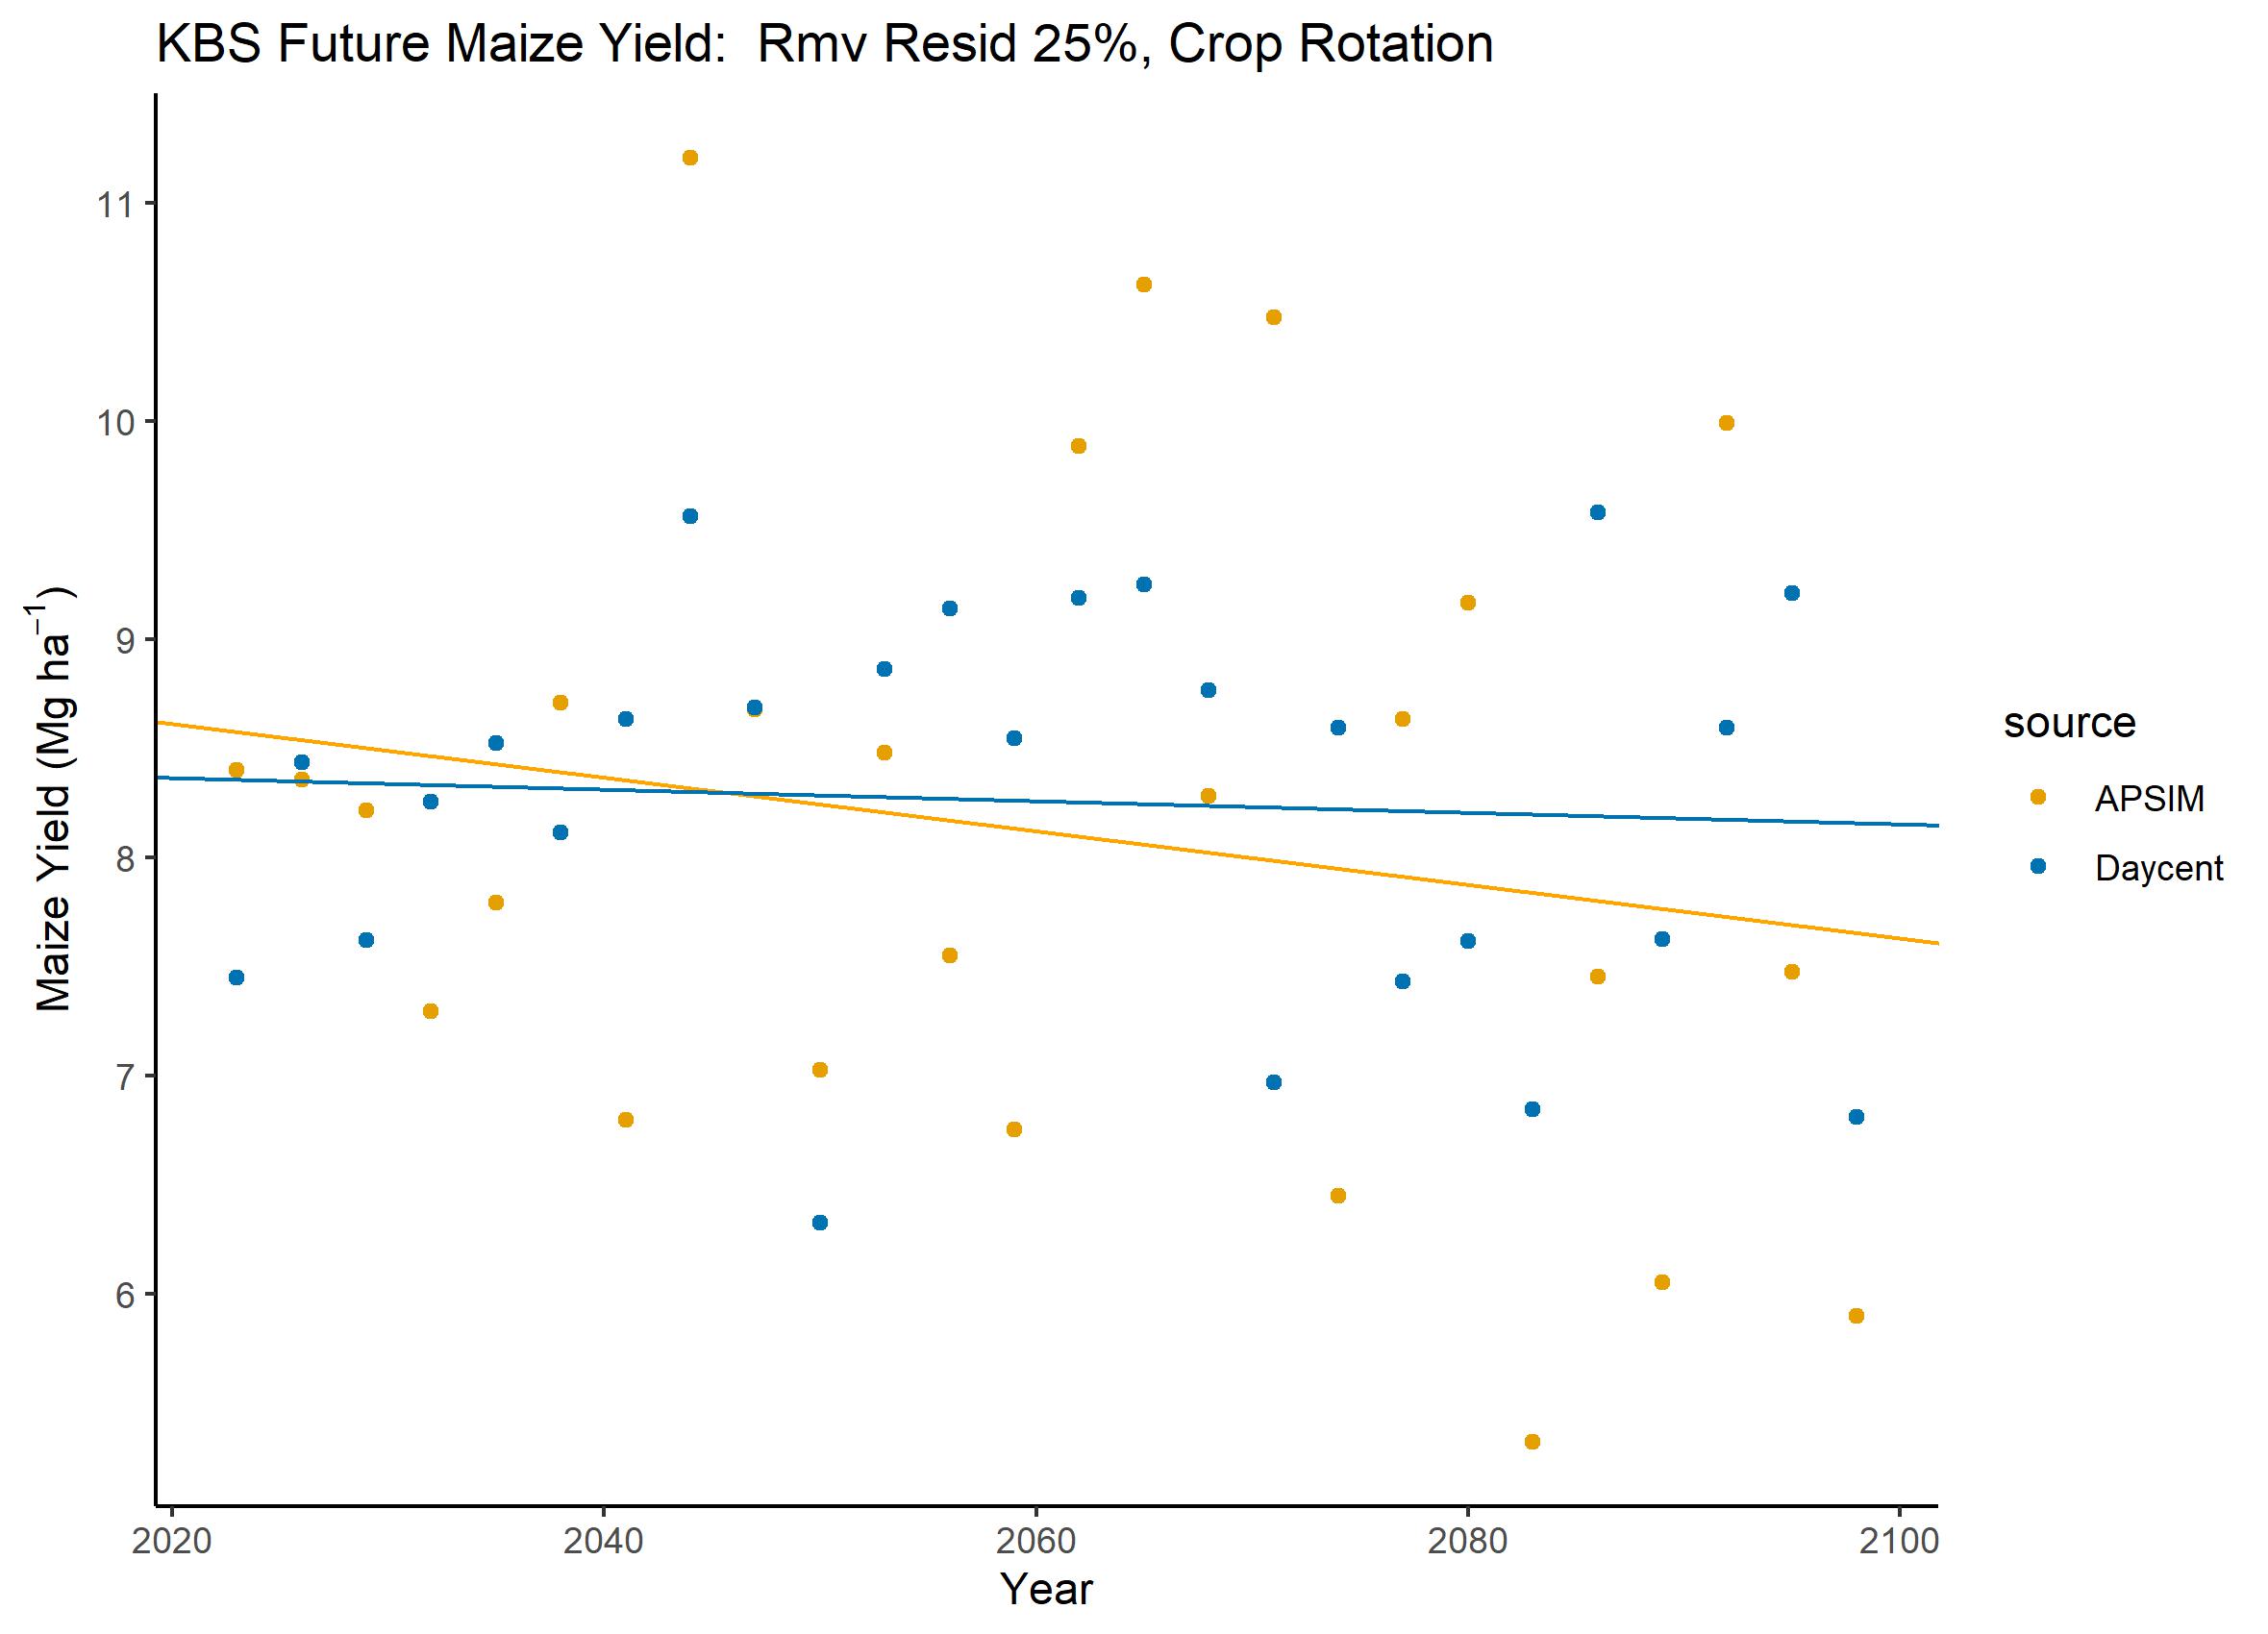 KBS Future Maize Yield:  Rmv Resid 25%, Crop Rotation
Maize Yield (Mg ha⁻¹)
11
10
9
8
7
6
2020 2040 2060 2080 2100
Year
source
APSIM
Daycent